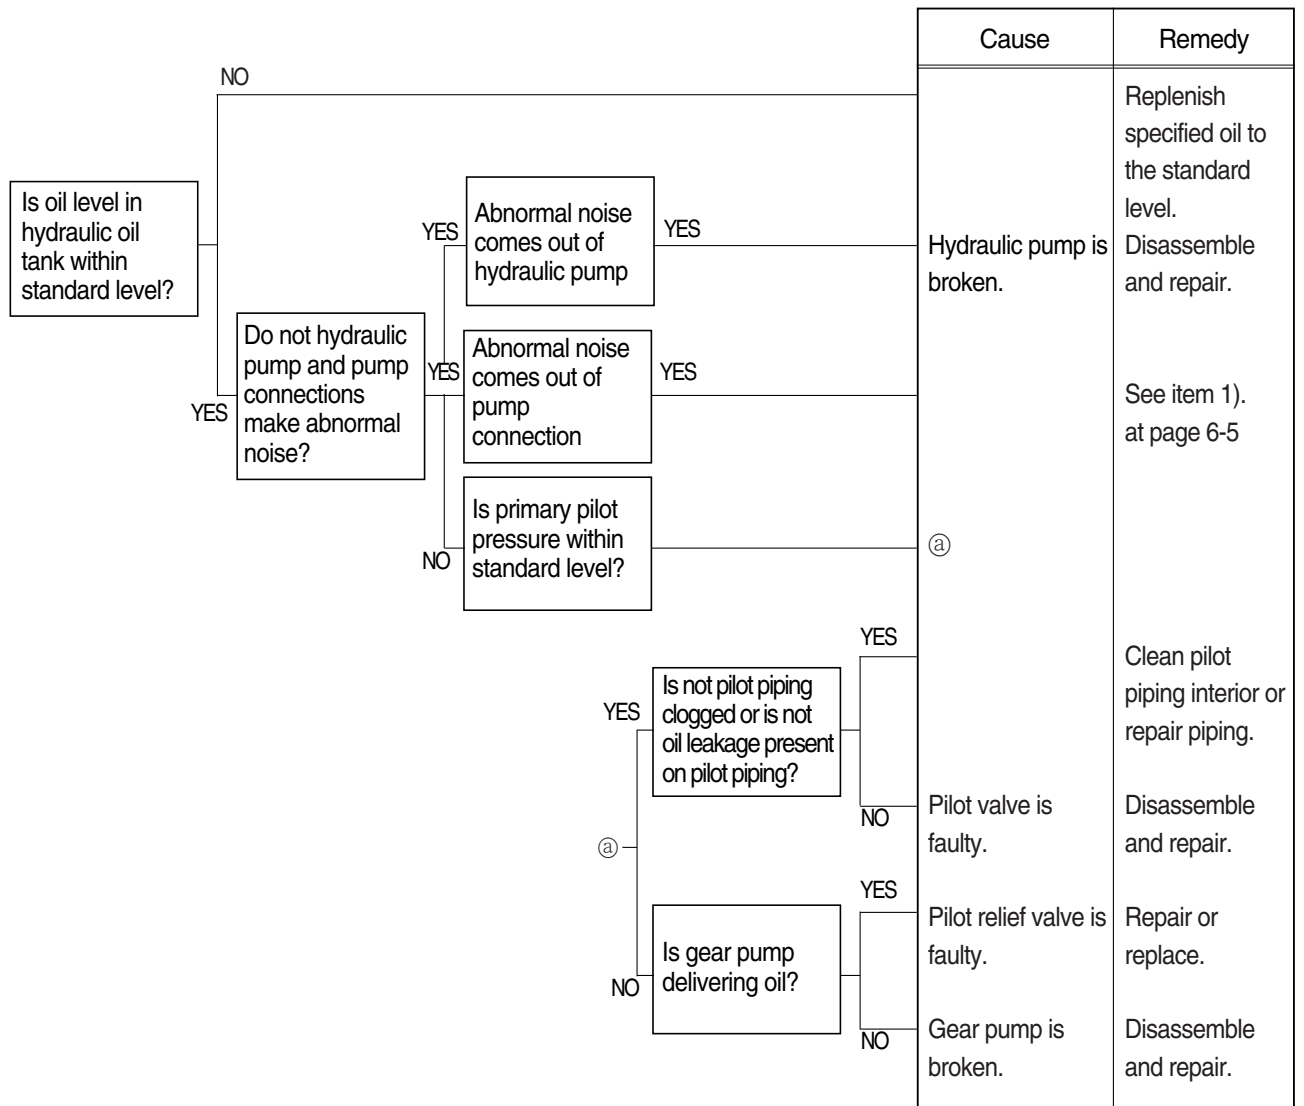 Cause
Remedy
NO
Replenish
specified oil to
the standard
level.
Is oil level in
hydraulic oil
tank within
standard level?
YES
Abnormal noise
comes out of
hydraulic pump
YES
Hydraulic pump is
broken.
Disassemble
and repair.
YES
Do not hydraulic
pump and pump
connections
make abnormal
noise?
YES
Abnormal noise
comes out of
pump
connection
YES
See item 1).
at page 6-5
NO
Is primary pilot
pressure within
standard level?
ⓐ
ⓐ
YES
Is not pilot piping
clogged or is not
oil leakage present
on pilot piping?
YES
Clean pilot
piping interior or
repair piping.
NO
Pilot valve is
faulty.
Disassemble
and repair.
NO
Is gear pump
delivering oil?
YES
Pilot relief valve is
faulty.
Repair or
replace.
NO
Gear pump is
broken.
Disassemble
and repair.